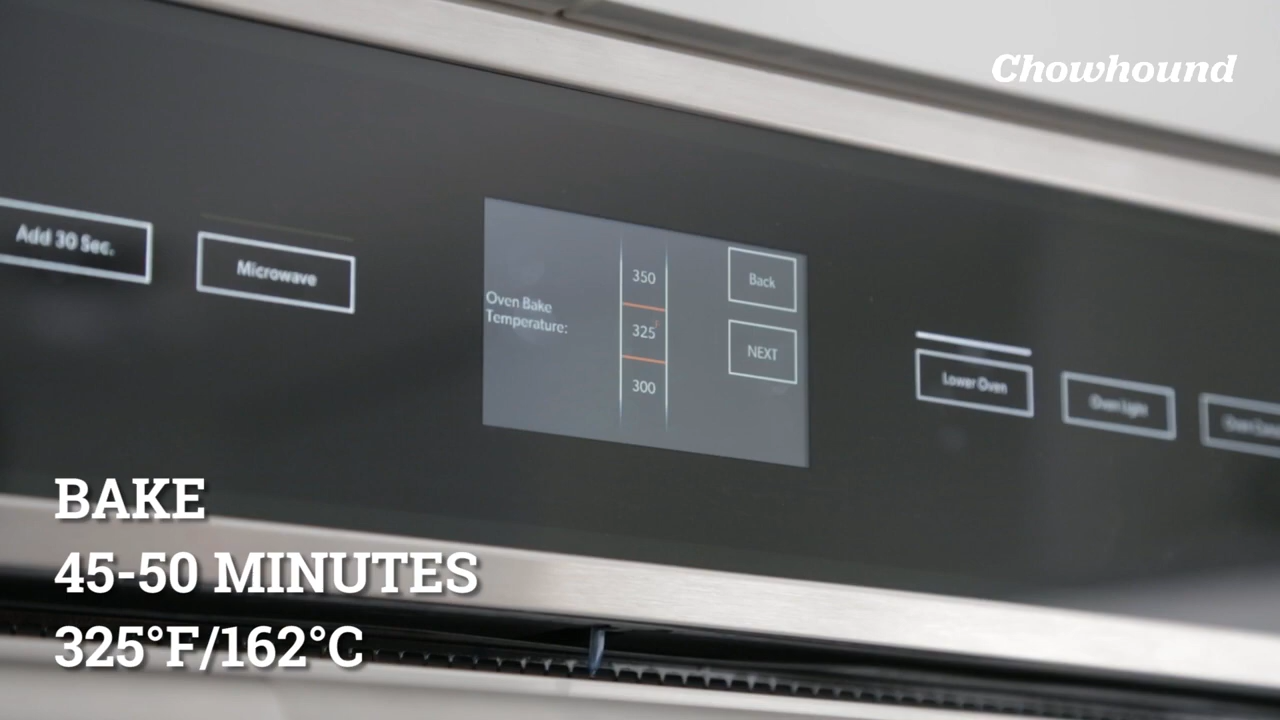 Chowhound
Add 30 Sec.
Microwave
Oven Bake
Temperature:
350
325
300
Back
NEXT
Lower Oven
Oven Light
Oven
BAKE
45-50 MINUTES
325°F/162°C